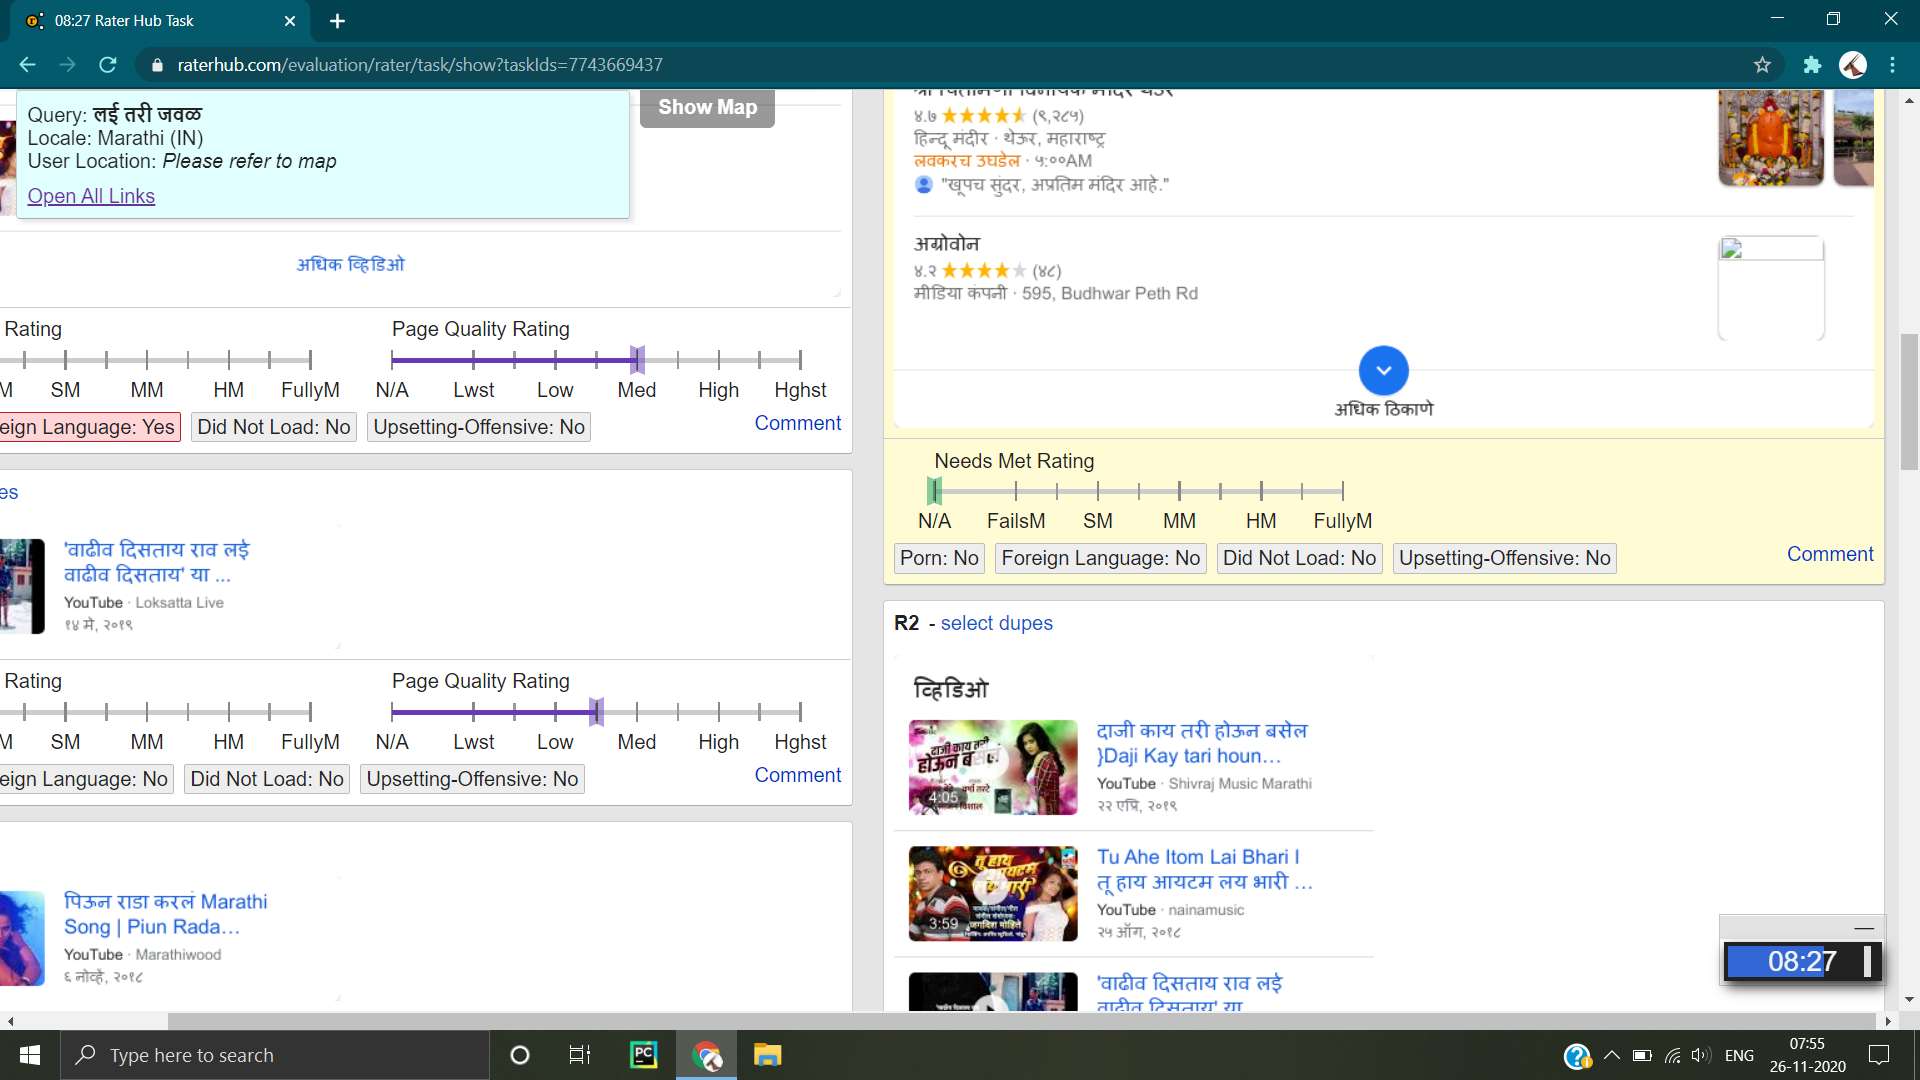 08:27 Rater Hub Task
raterhub.com/evaluation/rater/task/show?taskIds=7743669437
Query: लई तरी जवळ
Locale: Marathi (IN)
User Location: Please refer to map
Open All Links
Show Map
अधिक व्हिडिओ
Rating
Page Quality Rating
M SM MM HM FullyM
N/A Lwst Low Med High Hghst
eign Language: Yes
Did Not Load: No
Upsetting-Offensive: No
Comment
es
'वाढीव दिसताय राव लई
वाढीव दिसताय' या ...
YouTube · Loksatta Live
१४ मे, २०१९
Rating
Page Quality Rating
M SM MM HM FullyM
N/A Lwst Low Med High Hghst
eign Language: No
Did Not Load: No
Upsetting-Offensive: No
Comment
पिऊन राडा करलं Marathi
Song | Piun Rada...
YouTube · Marathiwood
६ नोव्हें, २०१८
४.७ (९,२८५)
हिन्दू मंदीर · थेऊर, महाराष्ट्र
लवकरच उघडेल · ५:००AM
"खूपच सुंदर, अप्रतिम मंदिर आहे."
अग्रोवोन
४.२ (४८)
मीडिया कंपनी · 595, Budhwar Peth Rd
अधिक ठिकाणे
Needs Met Rating
N/A FailsM SM MM HM FullyM
Porn: No
Foreign Language: No
Did Not Load: No
Upsetting-Offensive: No
Comment
R2 - select dupes
व्हिडिओ
दाजी काय तरी
होऊन बसेलं
4:05
दाजी काय तरी होऊन बसेल
}Daji Kay tari houn...
YouTube · Shivraj Music Marathi
२२ एप्रि, २०१९
तू हाय
आयटम
लय भारी
3:59
Tu Ahe Itom Lai Bhari I
तू हाय आयटम लय भारी ...
YouTube · nainamusic
२५ ऑग, २०१८
'वाढीव दिसताय राव लई
वाढीव दिसताय' या
08:27
Type here to search
PC
ENG
07:55
26-11-2020